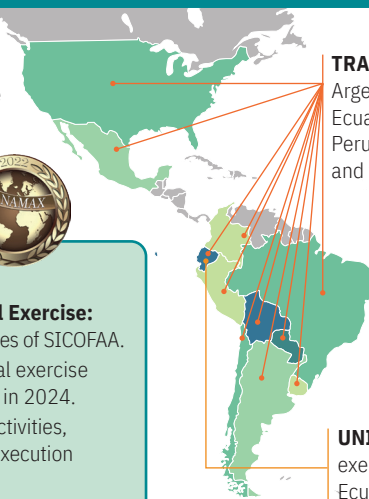 TRA
Arge
Ecua
Peru
and
2022
NAMAX
l Exercise:
es of SICOFAA.
al exercise
in 2024.
ctivities,
xecution
UNI
exe
Ecu